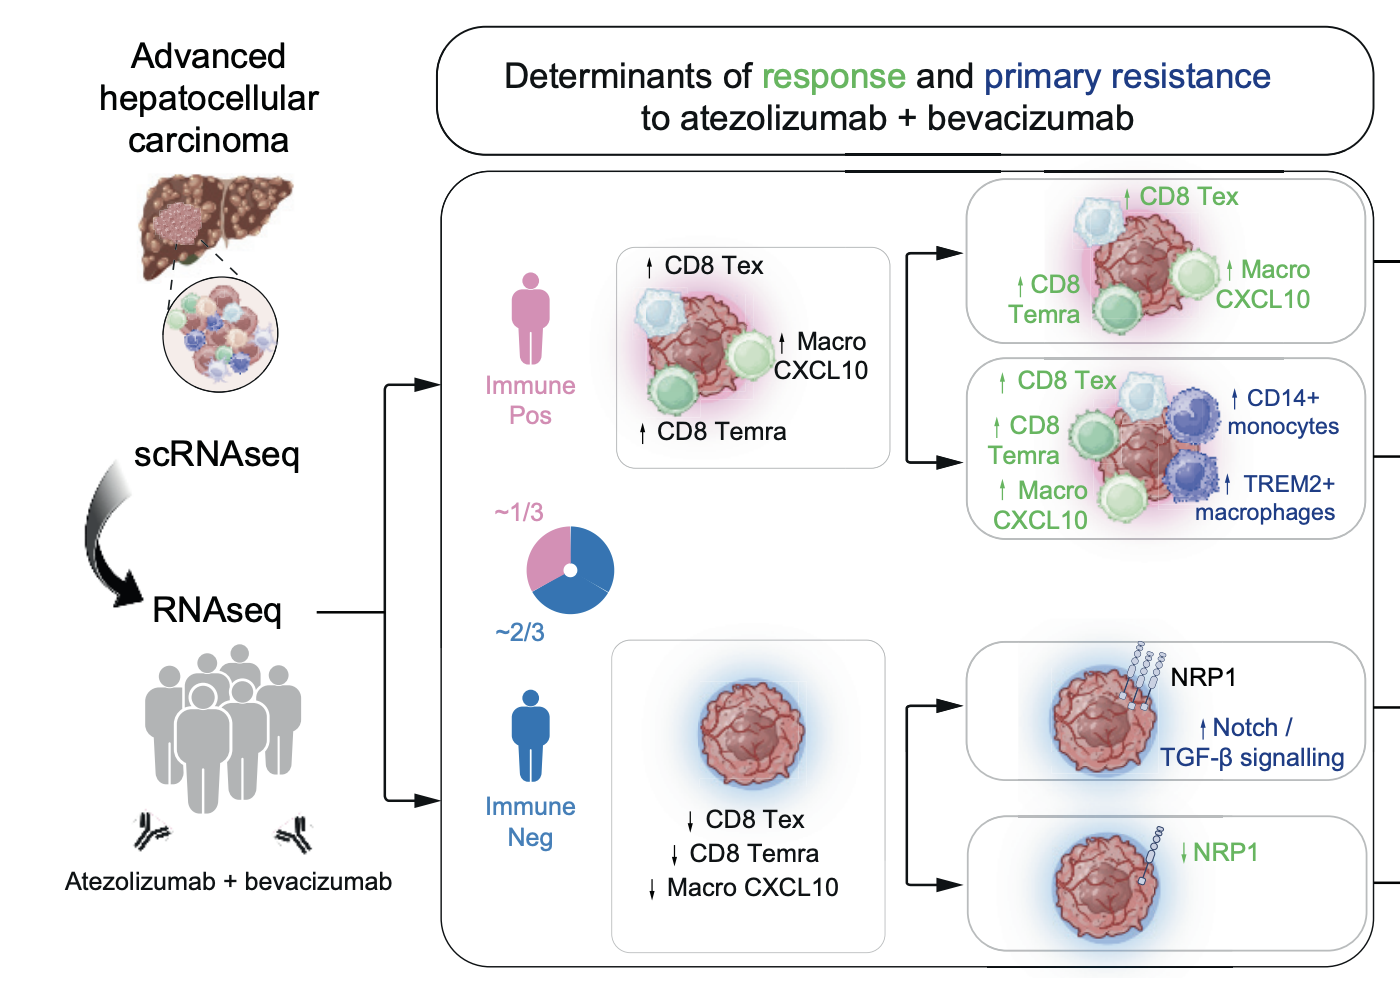 Advanced
hepatocellular
carcinoma
scRNAseq
RNAseq
Atezolizumab + bevacizumab
Determinants of response and primary resistance
to atezolizumab + bevacizumab
Immune
Pos
↑ CD8 Tex
↑ Macro
CXCL10
↑ CD8 Temra
↑ CD8 Tex
↑ CD8
Temra
↑ Macro
CXCL10
↑ CD8 Tex
↑ CD8
Temra
↑ Macro
CXCL10
↑ CD14+
monocytes
↑ TREM2+
macrophages
~1/3
~2/3
Immune
Neg
↓ CD8 Tex
↓ CD8 Temra
↓ Macro CXCL10
NRP1
↑ Notch /
TGF-β signalling
↓ NRP1